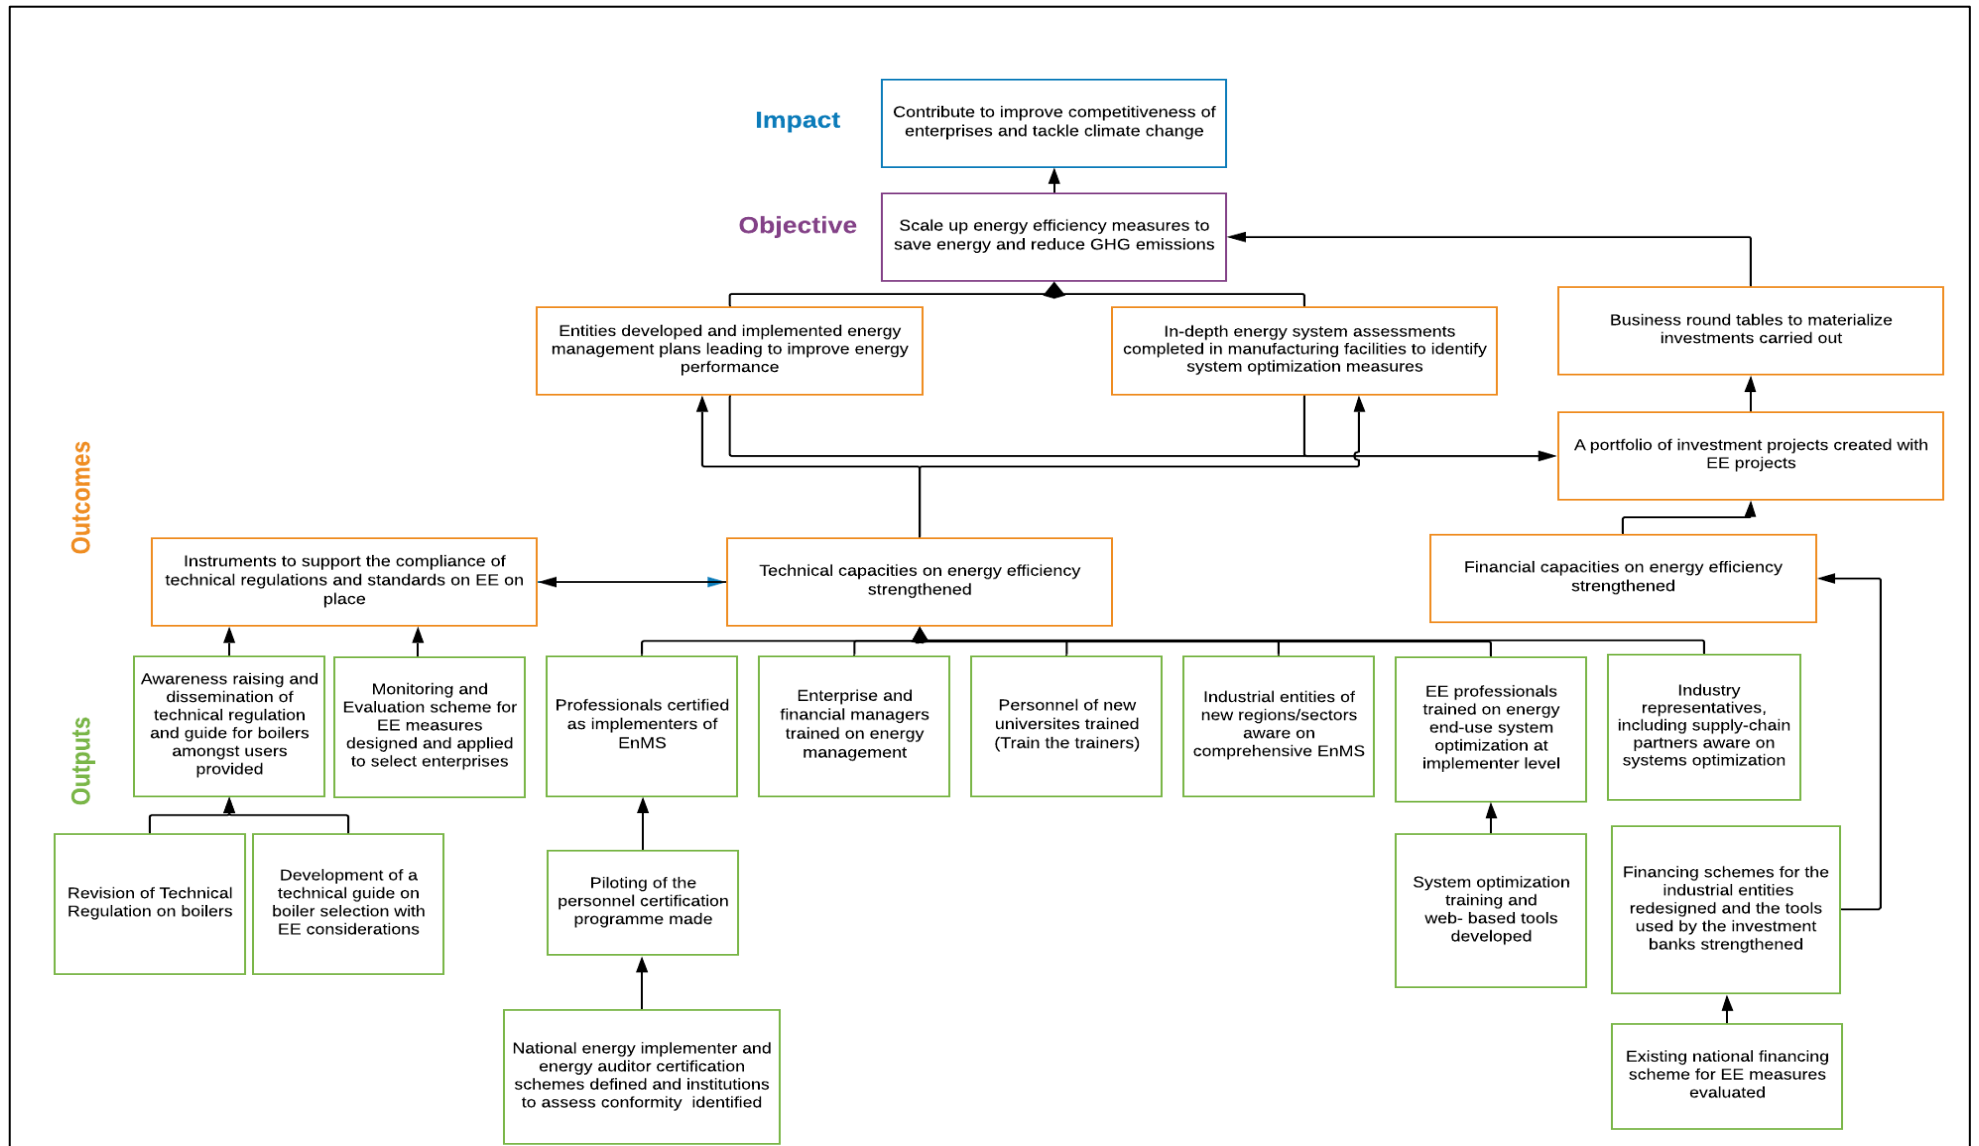 Impact
Contribute to improve competitiveness of
enterprises and tackle climate change
Objective
Scale up energy efficiency measures to
save energy and reduce GHG emissions
Entities developed and implemented energy
management plans leading to improve energy
performance
In-depth energy system assessments
completed in manufacturing facilities to identify
system optimization measures
Business round tables to materialize
investments carried out
Outcomes
A portfolio of investment projects created with
EE projects
Instruments to support the compliance of
technical regulations and standards on EE on
place
Technical capacities on energy efficiency
strengthened
Financial capacities on energy efficiency
strengthened
Outputs
Awareness raising and
dissemination of
technical regulation
and guide for boilers
amongst users
provided
Monitoring and
Evaluation scheme for
EE measures
designed and applied
to select enterprises
Professionals certified
as implementers of
EnMS
Enterprise and
financial managers
trained on energy
management
Personnel of new
universites trained
(Train the trainers)
Industrial entities of
new regions/sectors
aware on
comprehensive EnMS
EE professionals
trained on energy
end-use system
optimization at
implementer level
Industry
representatives,
including supply-chain
partners aware on
systems optimization
Revision of Technical
Regulation on boilers
Development of a
technical guide on
boiler selection with
EE considerations
Piloting of the
personnel certification
programme made
System optimization
training and
web- based tools
developed
Financing schemes for the
industrial entities
redesigned and the tools
used by the investment
banks strengthened
National energy implementer and
energy auditor certification
schemes defined and institutions
to assess conformity identified
Existing national financing
scheme for EE measures
evaluated